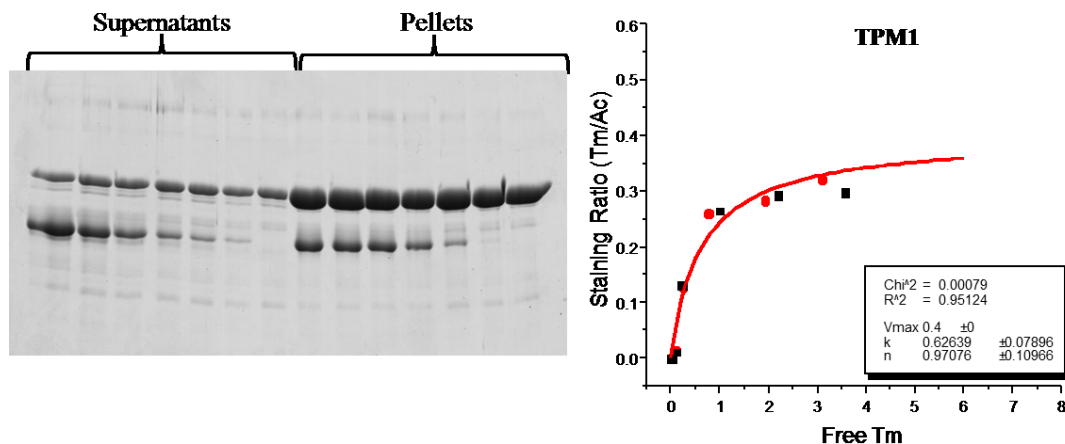 Supernatants
Pellets
TPM1
Staining Ratio (Tm/Ac)
0.6
0.5
0.4
0.3
0.2
0.1
0.0
Chi^2 = 0.00079
R^2 = 0.95124
Vmax 0.4 ±0
k 0.62639 ±0.07896
n 0.97076 ±0.10966
0 1 2 3 4 5 6 7 8
Free Tm